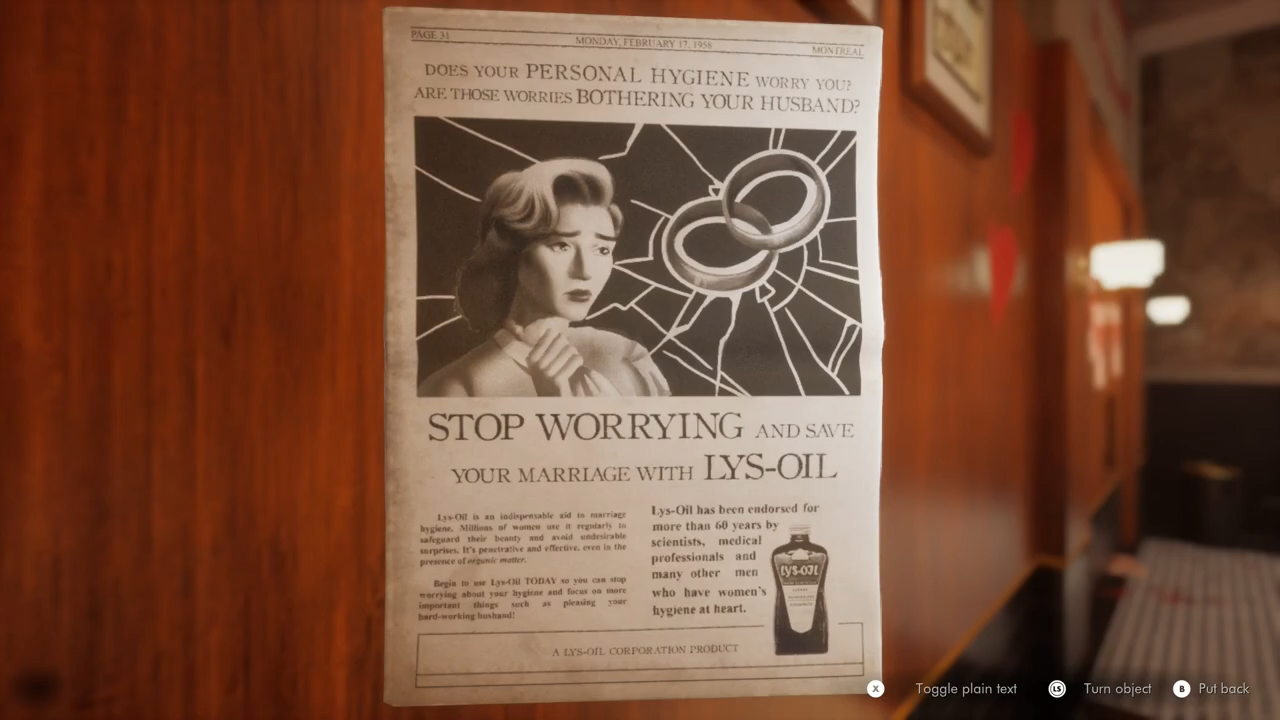 PAGE 31
MONDAY, FEBRUARY 17, 1958
MONTREAL
DOES YOUR PERSONAL HYGIENE WORRY YOU?
ARE THOSE WORRIES BOTHERING YOUR HUSBAND?
STOP WORRYING AND SAVE
YOUR MARRIAGE WITH LYS-OIL
Lys-Oil is an indispensable aid to marriage
hygiene. Millions of women use it regularly to
safeguard their beauty and avoid undesirable
surprises. It's penetrative and effective, even in the
presence of organic matter.
Begin to use Lys-Oil TODAY so you can stop
worrying about your hygiene and focus on more
important things such as pleasing your
hard-working husband!
Lys-Oil has been endorsed for
more than 60 years by
scientists, medical
professionals and
many other men
who have women's
hygiene at heart.
LYS-OIL
A LYS-OIL CORPORATION PRODUCT
X Toggle plain text
LS Turn object
B Put back